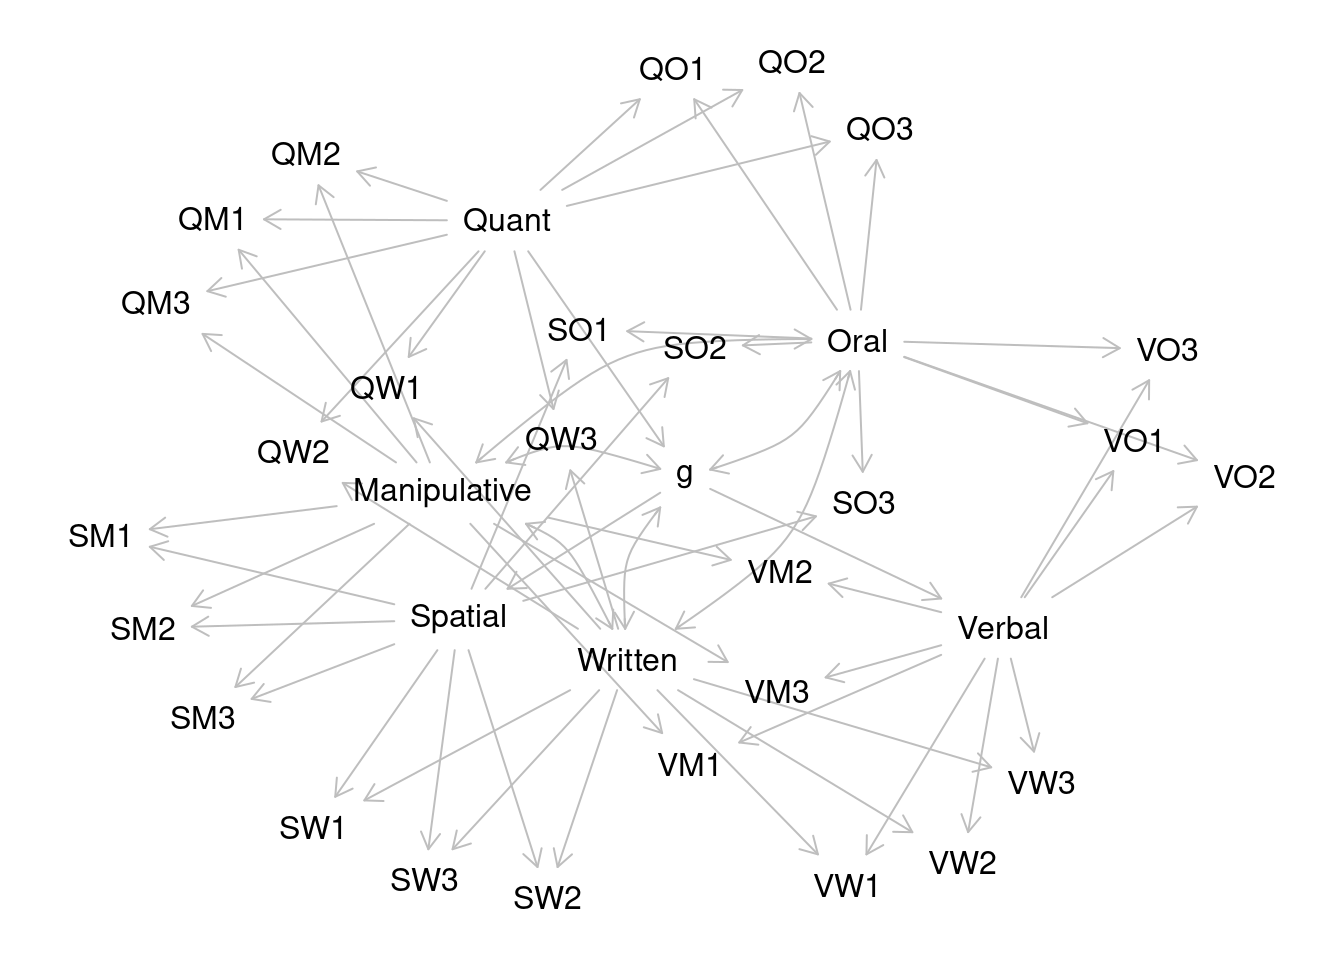 QO1
QO2
QO3
QM2
QM1
Quant
QM3
SO1
SO2
Oral
VO3
QW1
QW3
VO1
QW2
g
VO2
Manipulative
SO3
SM1
VM2
Spatial
SM2
Verbal
Written
VM3
SM3
VM1
VW3
SW1
VW2
SW3
VW1
SW2